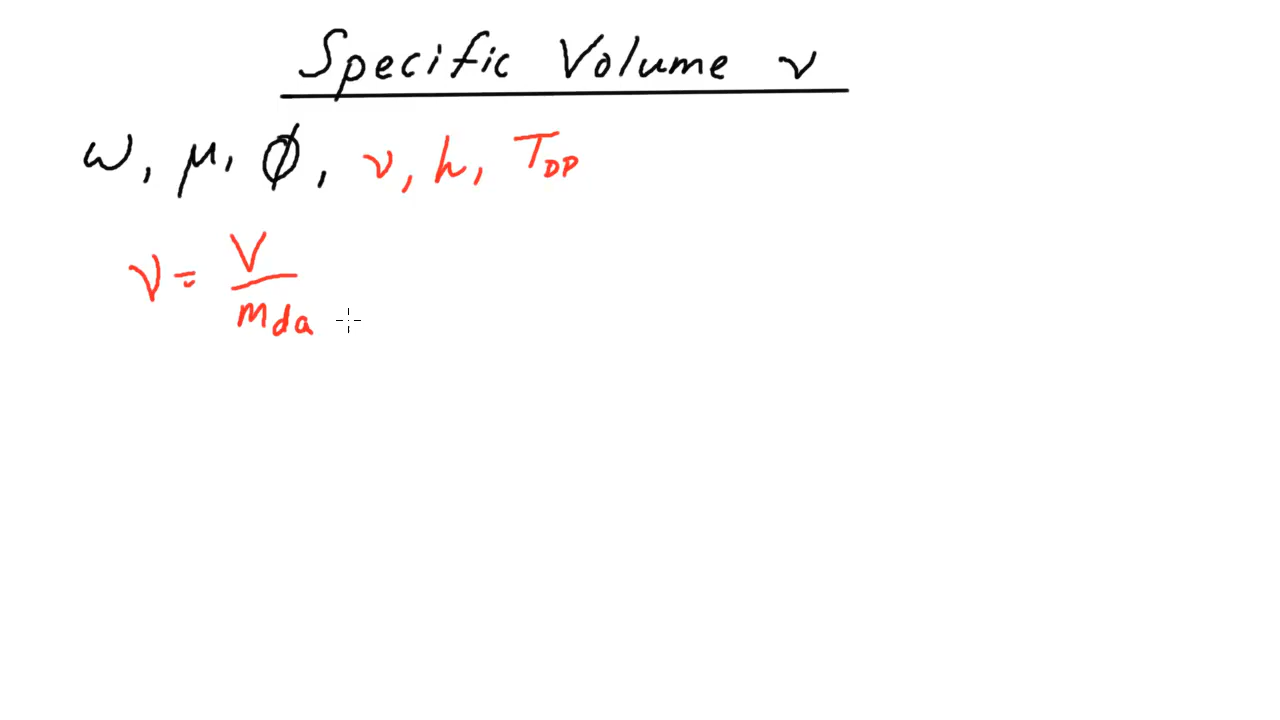 Specific Volume ν
ω, μ, ϕ, ν, h, T_DP
ν = V / m_da